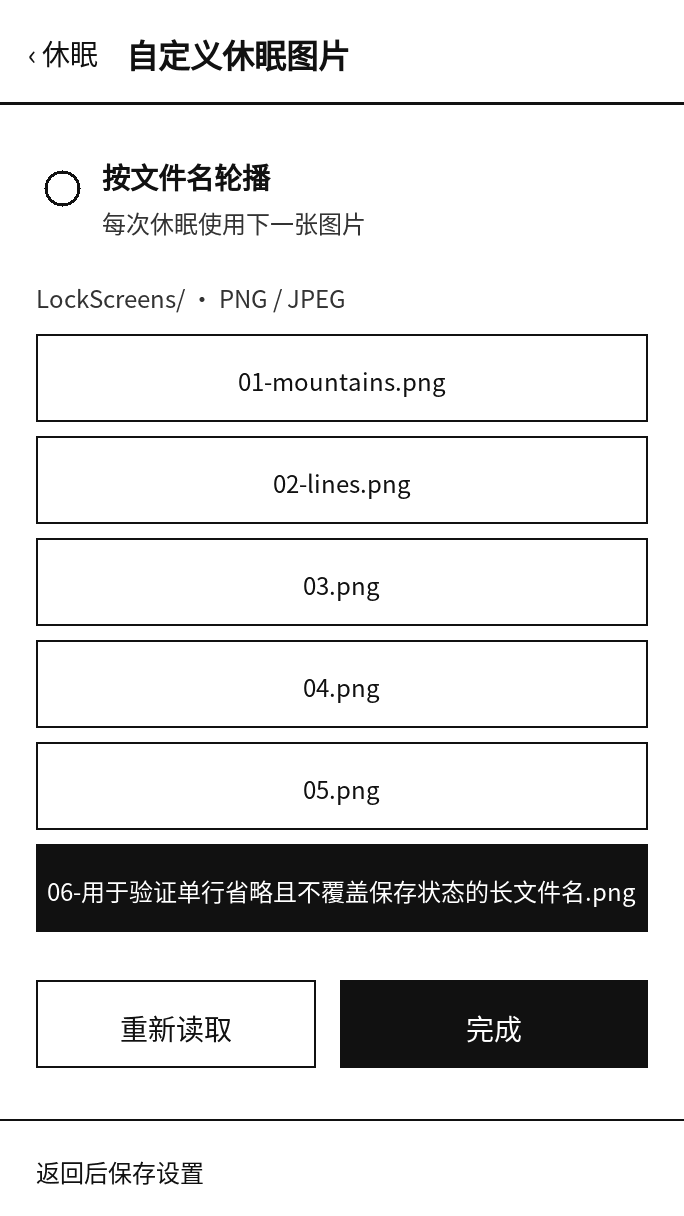 ‹ 休眠 自定义休眠图片
按文件名轮播
每次休眠使用下一张图片
LockScreens/ · PNG / JPEG
01-mountains.png
02-lines.png
03.png
04.png
05.png
06-用于验证单行省略且不覆盖保存状态的长文件名.png
重新读取 完成
返回后保存设置